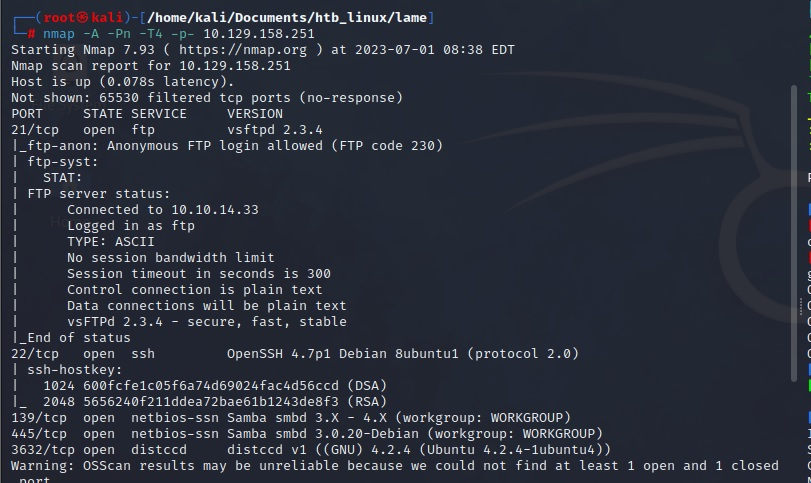 ┌──(root㉿kali)-[/home/kali/Documents/htb_linux/lame]
└─# nmap -A -Pn -T4 -p- 10.129.158.251
Starting Nmap 7.93 ( https://nmap.org ) at 2023-07-01 08:38 EDT
Nmap scan report for 10.129.158.251
Host is up (0.078s latency).
Not shown: 65530 filtered tcp ports (no-response)
PORT     STATE SERVICE     VERSION
21/tcp   open  ftp         vsftpd 2.3.4
|_ftp-anon: Anonymous FTP login allowed (FTP code 230)
| ftp-syst:
|   STAT:
| FTP server status:
|      Connected to 10.10.14.33
|      Logged in as ftp
|      TYPE: ASCII
|      No session bandwidth limit
|      Session timeout in seconds is 300
|      Control connection is plain text
|      Data connections will be plain text
|      vsFTPd 2.3.4 - secure, fast, stable
|_End of status
22/tcp   open  ssh         OpenSSH 4.7p1 Debian 8ubuntu1 (protocol 2.0)
| ssh-hostkey:
|   1024 600fcfe1c05f6a74d69024fac4d56ccd (DSA)
|_  2048 5656240f211ddea72bae61b1243de8f3 (RSA)
139/tcp  open  netbios-ssn Samba smbd 3.X - 4.X (workgroup: WORKGROUP)
445/tcp  open  netbios-ssn Samba smbd 3.0.20-Debian (workgroup: WORKGROUP)
3632/tcp open  distccd     distccd v1 ((GNU) 4.2.4 (Ubuntu 4.2.4-1ubuntu4))
Warning: OSScan results may be unreliable because we could not find at least 1 open and 1 closed
port